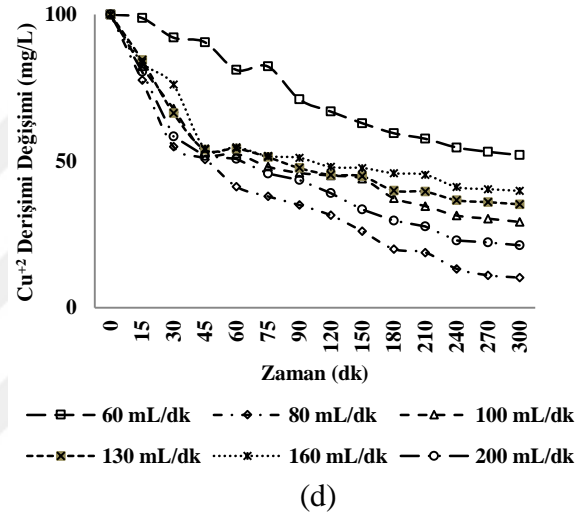 Cu+2 Derişimi Değişimi (mg/L)
100
50
0
0 15 30 45 60 75 90 120 150 180 210 240 270 300
Zaman (dk)
60 mL/dk 80 mL/dk 100 mL/dk
130 mL/dk 160 mL/dk 200 mL/dk
(d)